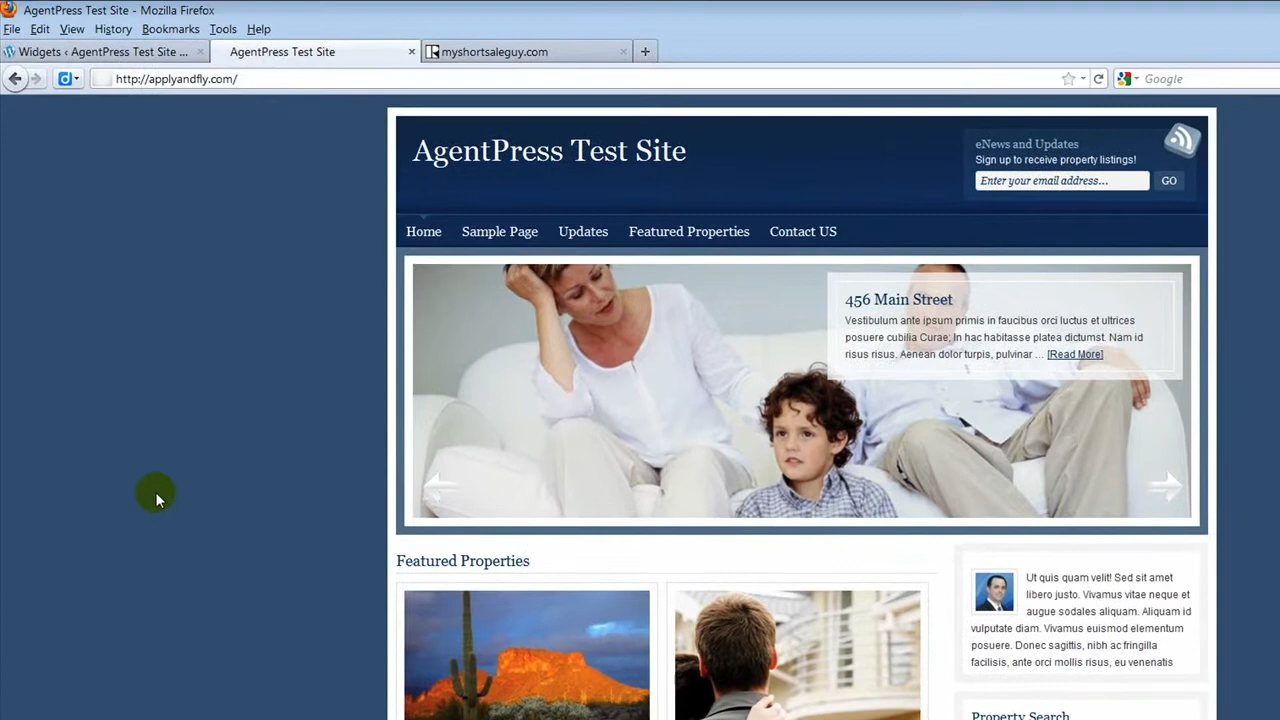 AgentPress Test Site - Mozilla Firefox
File Edit View History Bookmarks Tools Help
Widgets ‹ AgentPress Test Site ... × AgentPress Test Site × myshortsaleguy.com × +
http://applyandfly.com/ Google
AgentPress Test Site
eNews and Updates
Sign up to receive property listings!
Enter your email address... GO
Home Sample Page Updates Featured Properties Contact US
456 Main Street
Vestibulum ante ipsum primis in faucibus orci luctus et ultrices
posuere cubilia Curae; In hac habitasse platea dictumst. Nam id
risus risus. Aenean dolor turpis, pulvinar ... [Read More]
Featured Properties
Ut quis quam velit! Sed sit amet
libero justo. Vivamus vitae neque et
augue sodales aliquam. Aliquam id
vulputate diam. Vivamus euismod elementum
posuere. Donec sagittis, nibh ac fringilla
facilisis, ante orci mollis risus, eu venenatis
Property Search